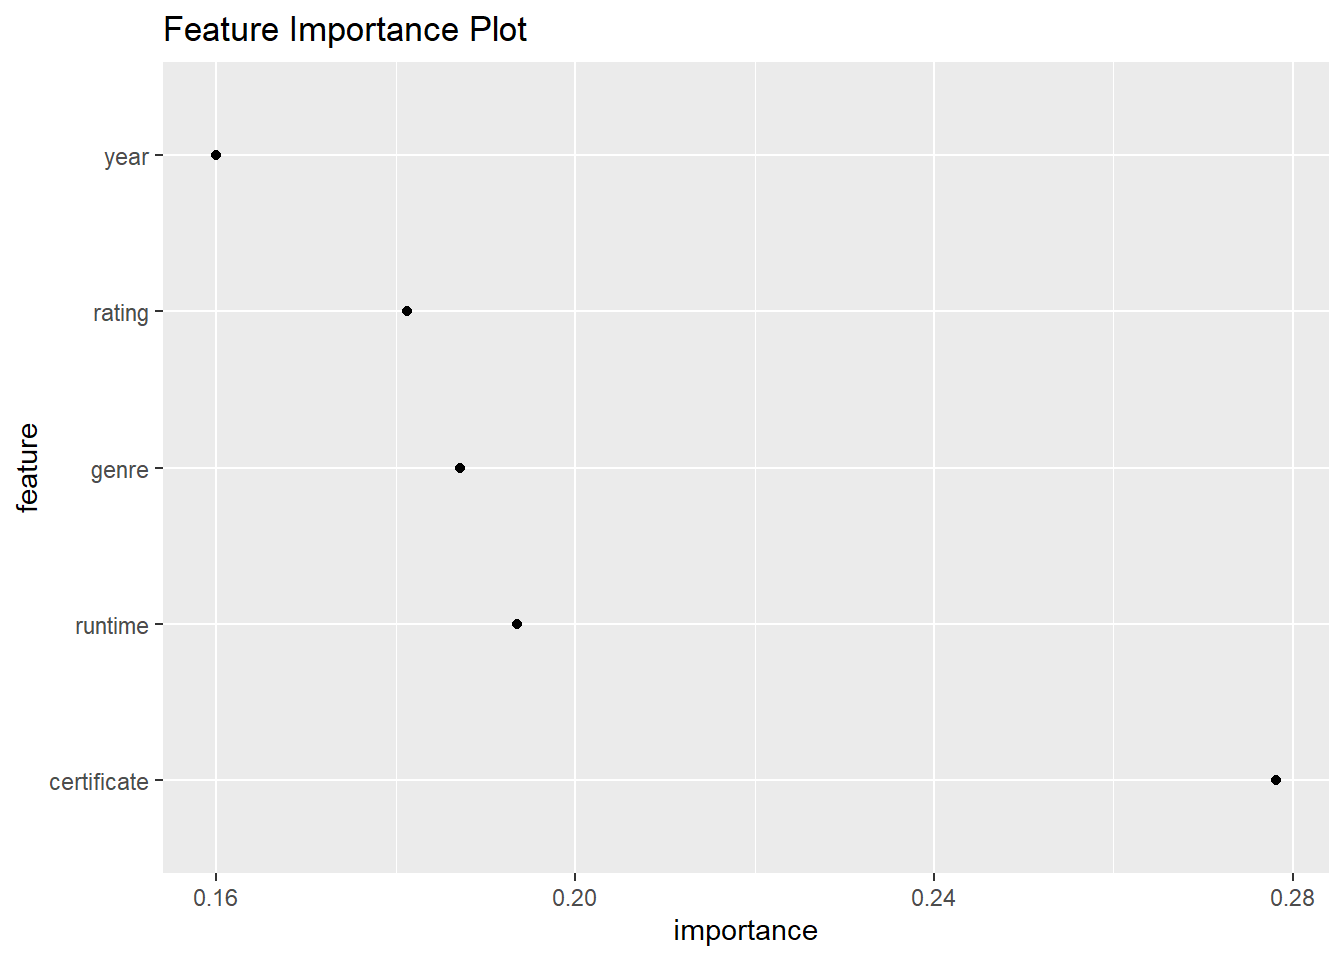 Feature Importance Plot
year
rating
genre
runtime
certificate
feature
0.16
0.20
0.24
0.28
importance